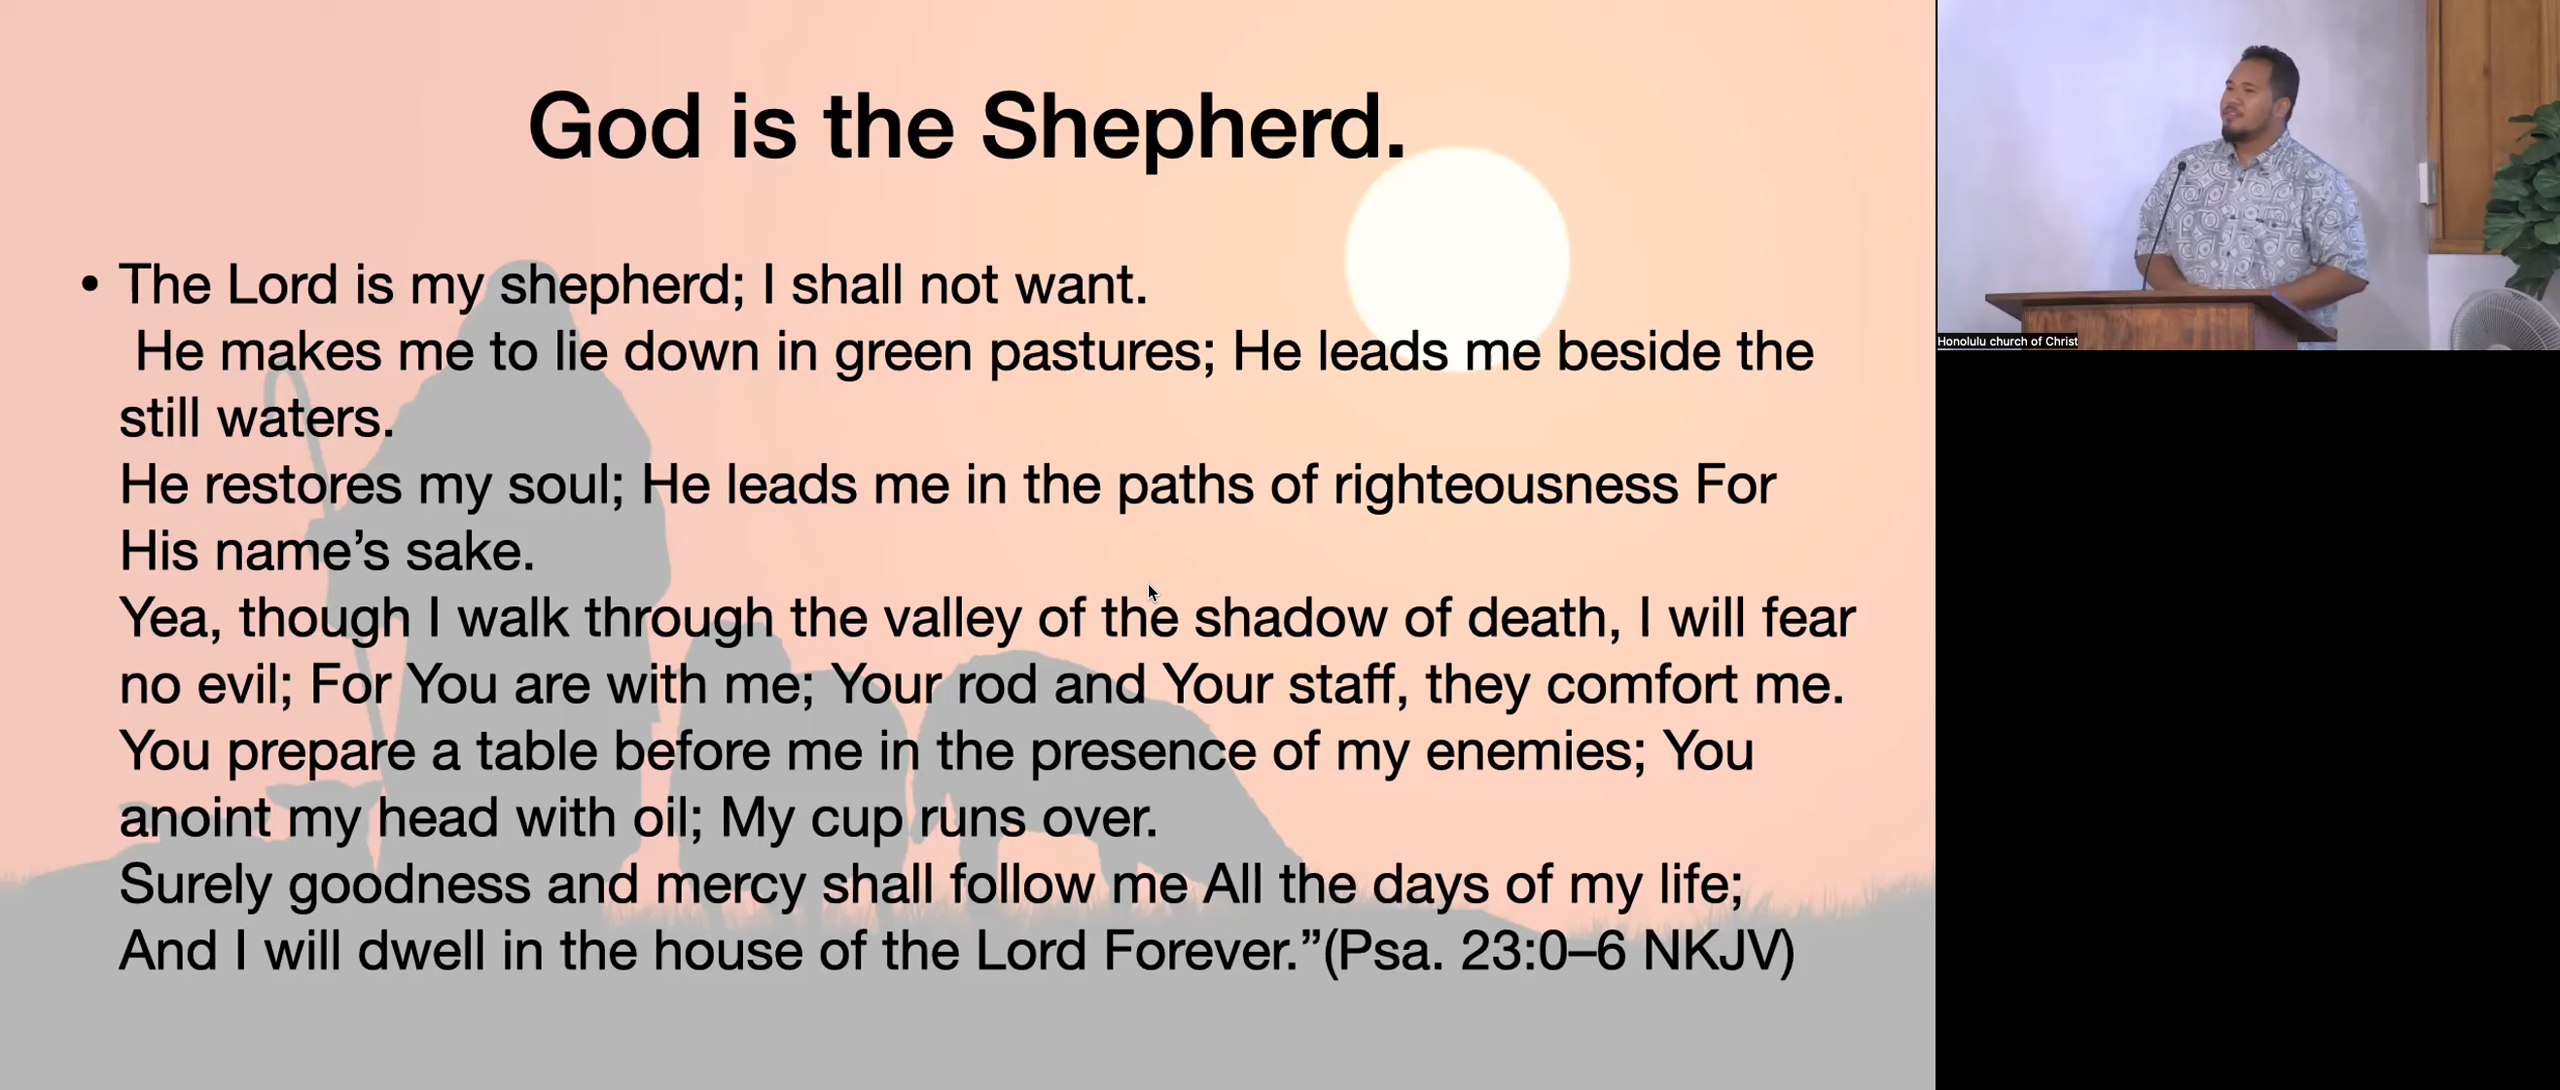 God is the Shepherd.
• The Lord is my shepherd; I shall not want.
He makes me to lie down in green pastures; He leads me beside the
still waters.
He restores my soul; He leads me in the paths of righteousness For
His name’s sake.
Yea, though I walk through the valley of the shadow of death, I will fear
no evil; For You are with me; Your rod and Your staff, they comfort me.
You prepare a table before me in the presence of my enemies; You
anoint my head with oil; My cup runs over.
Surely goodness and mercy shall follow me All the days of my life;
And I will dwell in the house of the Lord Forever.”(Psa. 23:0–6 NKJV)
Honolulu church of Christ